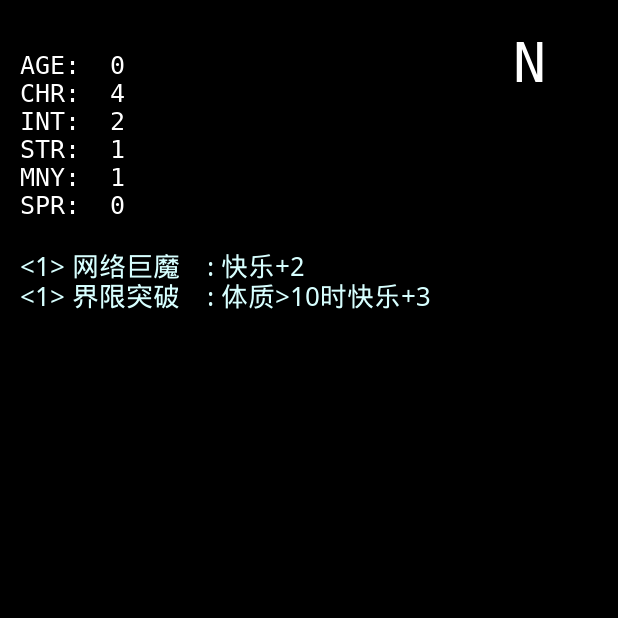 N
AGE: 0
CHR: 4
INT: 2
STR: 1
MNY: 1
SPR: 0
<1> 网络巨魔 : 快乐+2
<1> 界限突破 : 体质>10时快乐+3